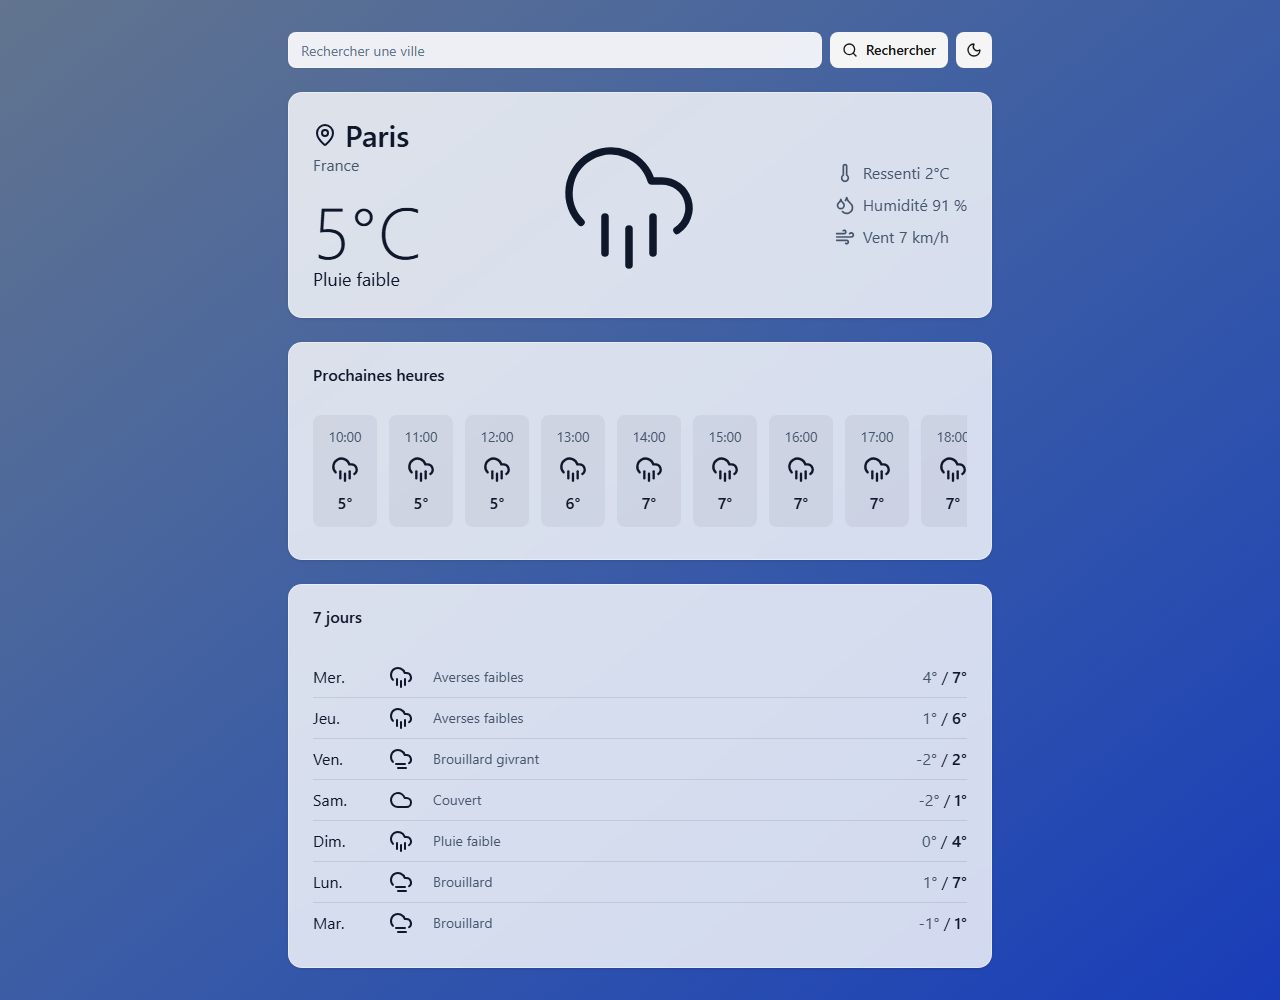 Rechercher une ville
Rechercher
Paris
France
5°C
Pluie faible
Ressenti 2°C
Humidité 91 %
Vent 7 km/h
Prochaines heures
10:00 11:00 12:00 13:00 14:00 15:00 16:00 17:00 18:00
5° 5° 5° 6° 7° 7° 7° 7° 7°
7 jours
Mer. Averses faibles 4° / 7°
Jeu. Averses faibles 1° / 6°
Ven. Brouillard givrant -2° / 2°
Sam. Couvert -2° / 1°
Dim. Pluie faible 0° / 4°
Lun. Brouillard 1° / 7°
Mar. Brouillard -1° / 1°